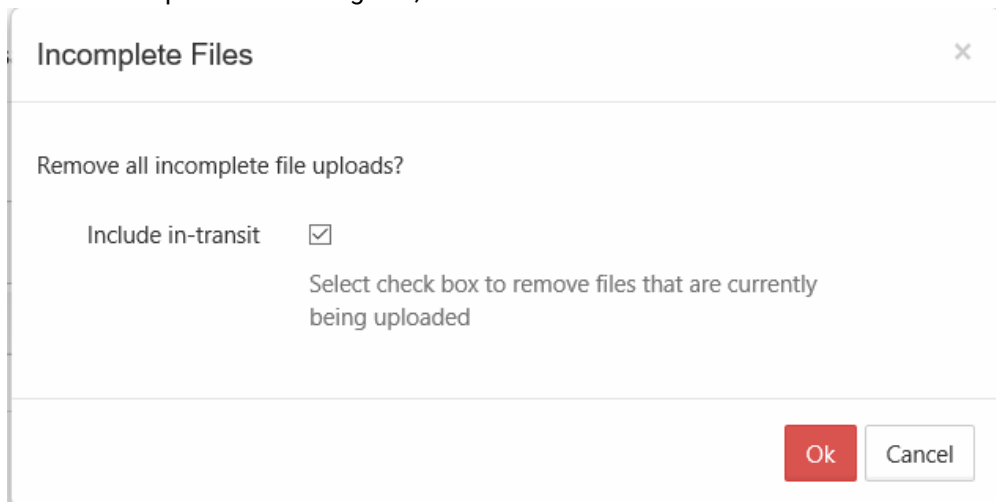 Incomplete Files
×
Remove all incomplete file uploads?
Include in-transit
Select check box to remove files that are currently
being uploaded
Ok Cancel